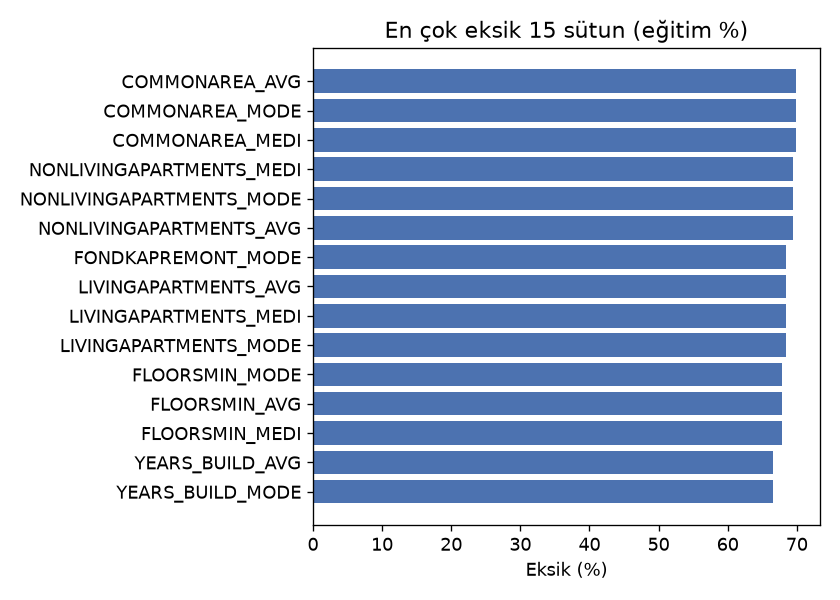 En çok eksik 15 sütun (eğitim %)
COMMONAREA_AVG
COMMONAREA_MODE
COMMONAREA_MEDI
NONLIVINGAPARTMENTS_MEDI
NONLIVINGAPARTMENTS_MODE
NONLIVINGAPARTMENTS_AVG
FONDKAPREMONT_MODE
LIVINGAPARTMENTS_AVG
LIVINGAPARTMENTS_MEDI
LIVINGAPARTMENTS_MODE
FLOORSMIN_MODE
FLOORSMIN_AVG
FLOORSMIN_MEDI
YEARS_BUILD_AVG
YEARS_BUILD_MODE
0 10 20 30 40 50 60 70
Eksik (%)